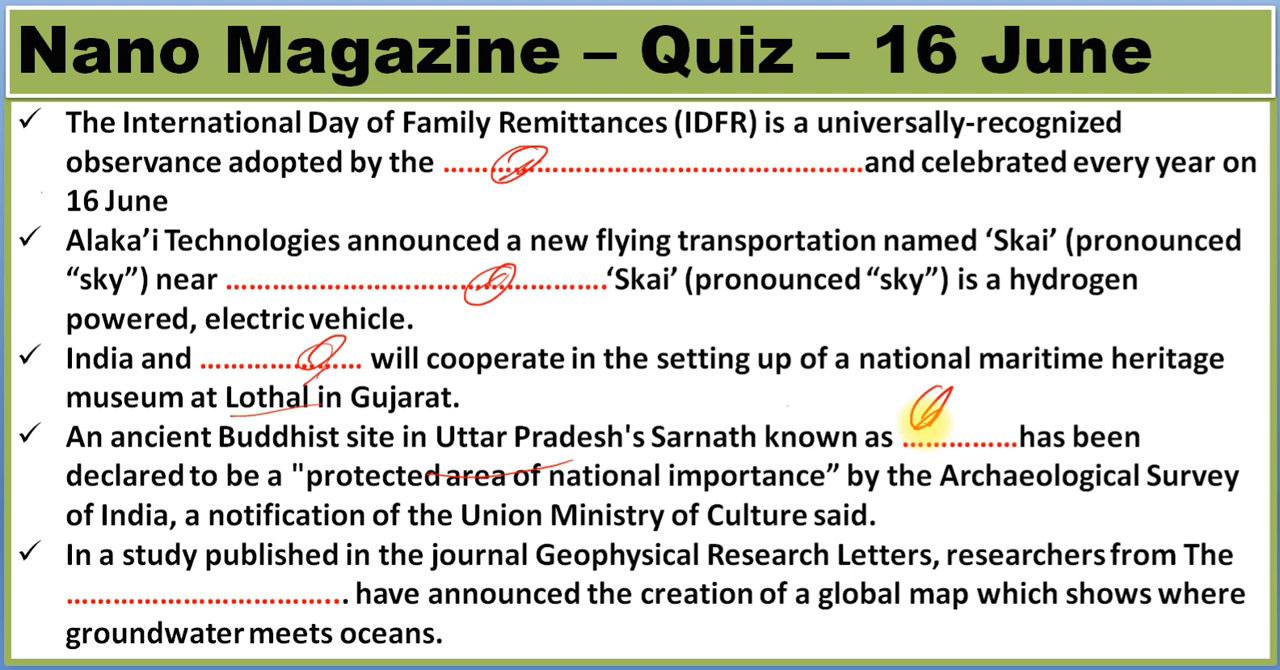 Nano Magazine – Quiz – 16 June
✓ The International Day of Family Remittances (IDFR) is a universally-recognized
observance adopted by the ……………………………………………and celebrated every year on
16 June
✓ Alaka’i Technologies announced a new flying transportation named ‘Skai’ (pronounced
“sky”) near ……………………………………….‘Skai’ (pronounced “sky”) is a hydrogen
powered, electric vehicle.
✓ India and ……………….. will cooperate in the setting up of a national maritime heritage
museum at Lothal in Gujarat.
✓ An ancient Buddhist site in Uttar Pradesh's Sarnath known as ………….has been
declared to be a "protected area of national importance” by the Archaeological Survey
of India, a notification of the Union Ministry of Culture said.
✓ In a study published in the journal Geophysical Research Letters, researchers from The
…………………………….. have announced the creation of a global map which shows where
groundwater meets oceans.